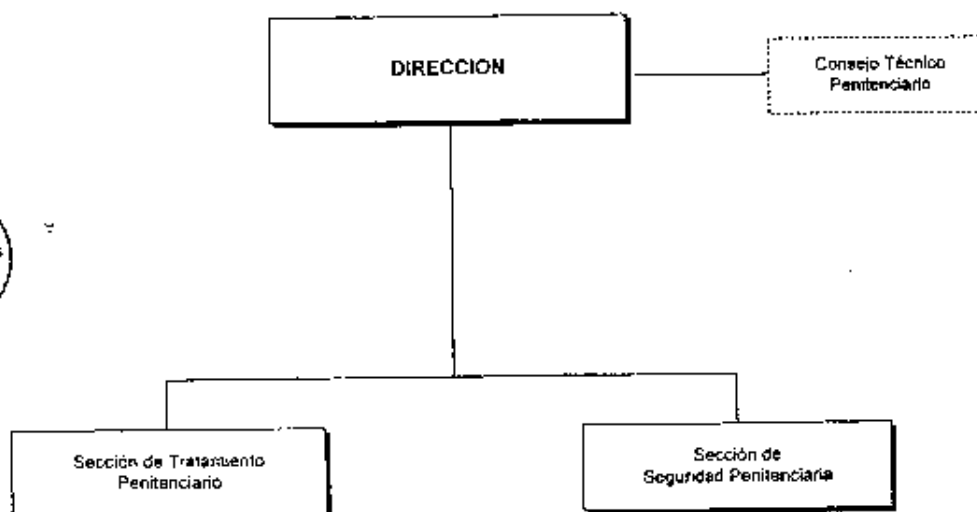 DIRECCION
Consejo Técnico
Penitenciario
Sección de Tratamiento
Penitenciario
Sección de
Seguridad Penitenciaria